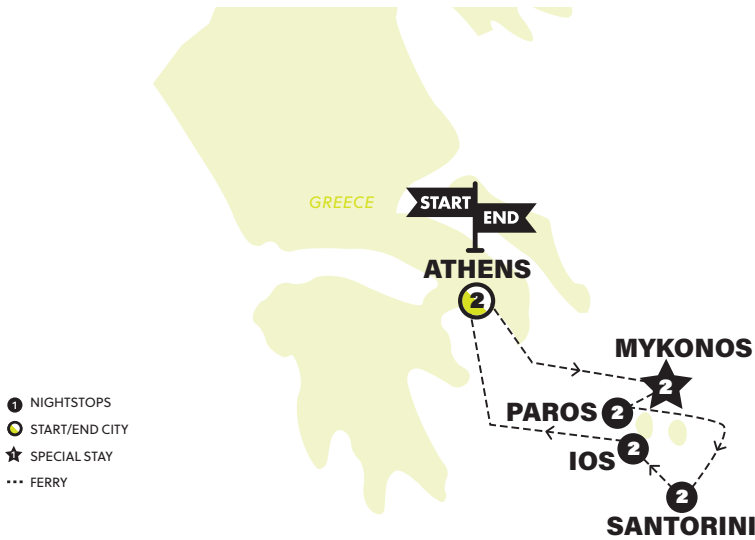 GREECE
START
END
ATHENS
2
MYKONOS
2
PAROS 2
IOS 2
2
SANTORINI
1 NIGHTSTOPS
START/END CITY
1 SPECIAL STAY
FERRY